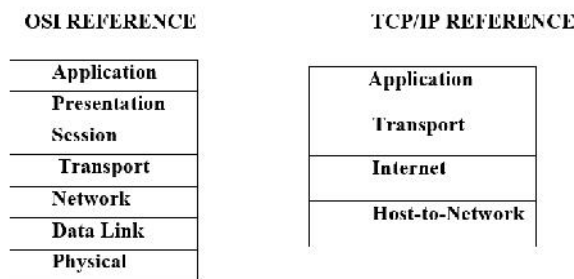 OSI REFERENCE
Application
Presentation
Session
Transport
Network
Data Link
Physical
TCP/IP REFERENCE
Application
Transport
Internet
Host-to-Network